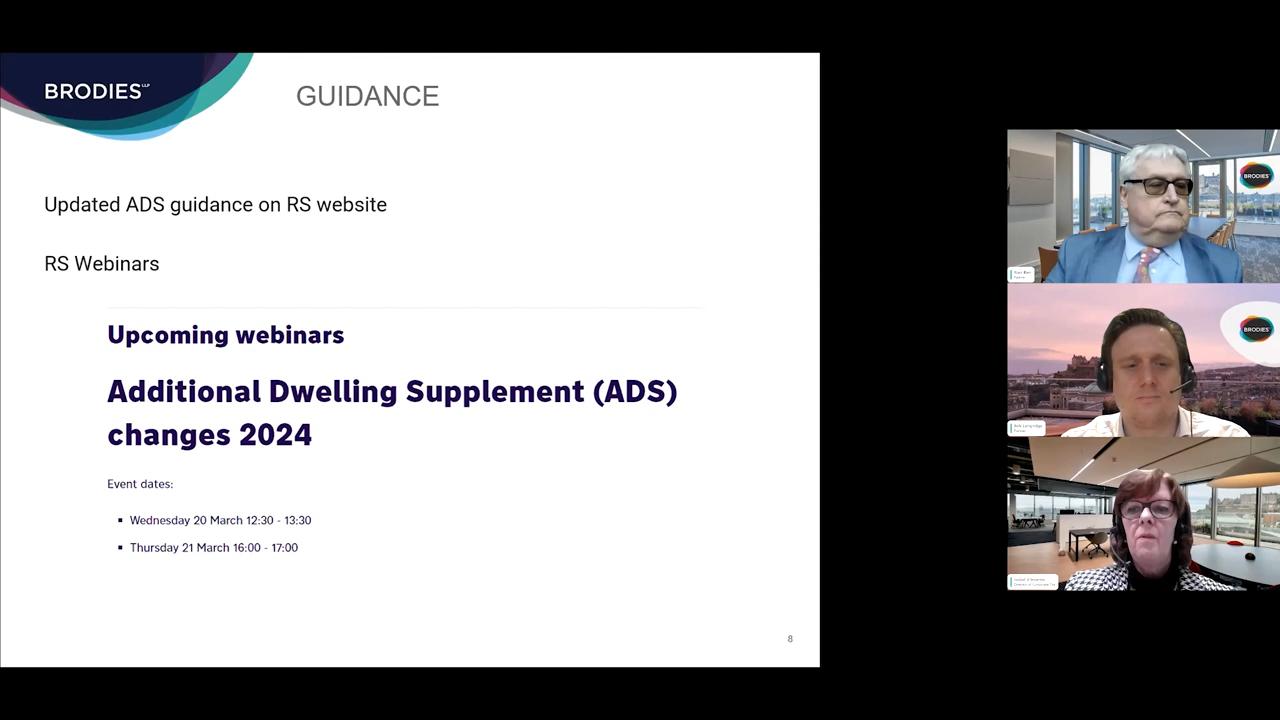 BRODIES LLP
GUIDANCE
Updated ADS guidance on RS website
RS Webinars
Upcoming webinars
Additional Dwelling Supplement (ADS)
changes 2024
Event dates:
Wednesday 20 March 12:30 - 13:30
Thursday 21 March 16:00 - 17:00
8
BRODIES
BRODIES